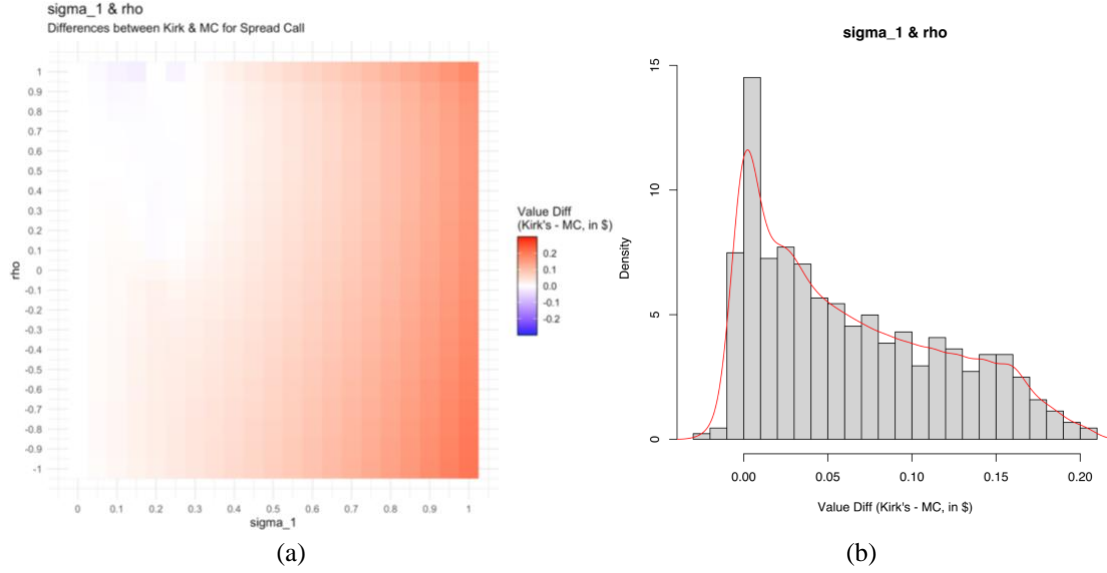 sigma_1 & rho
Differences between Kirk & MC for Spread Call
1
0.9
0.8
0.7
0.6
0.5
0.4
0.3
0.2
0.1
0
-0.1
-0.2
-0.3
-0.4
-0.5
-0.6
-0.7
-0.8
-0.9
-1
rho
0 0.1 0.2 0.3 0.4 0.5 0.6 0.7 0.8 0.9 1
sigma_1
Value Diff
(Kirk's - MC, in $)
0.2
0.1
0.0
-0.1
-0.2
(a)
sigma_1 & rho
15
10
5
0
Density
0.00 0.05 0.10 0.15 0.20
Value Diff (Kirk's - MC, in $)
(b)